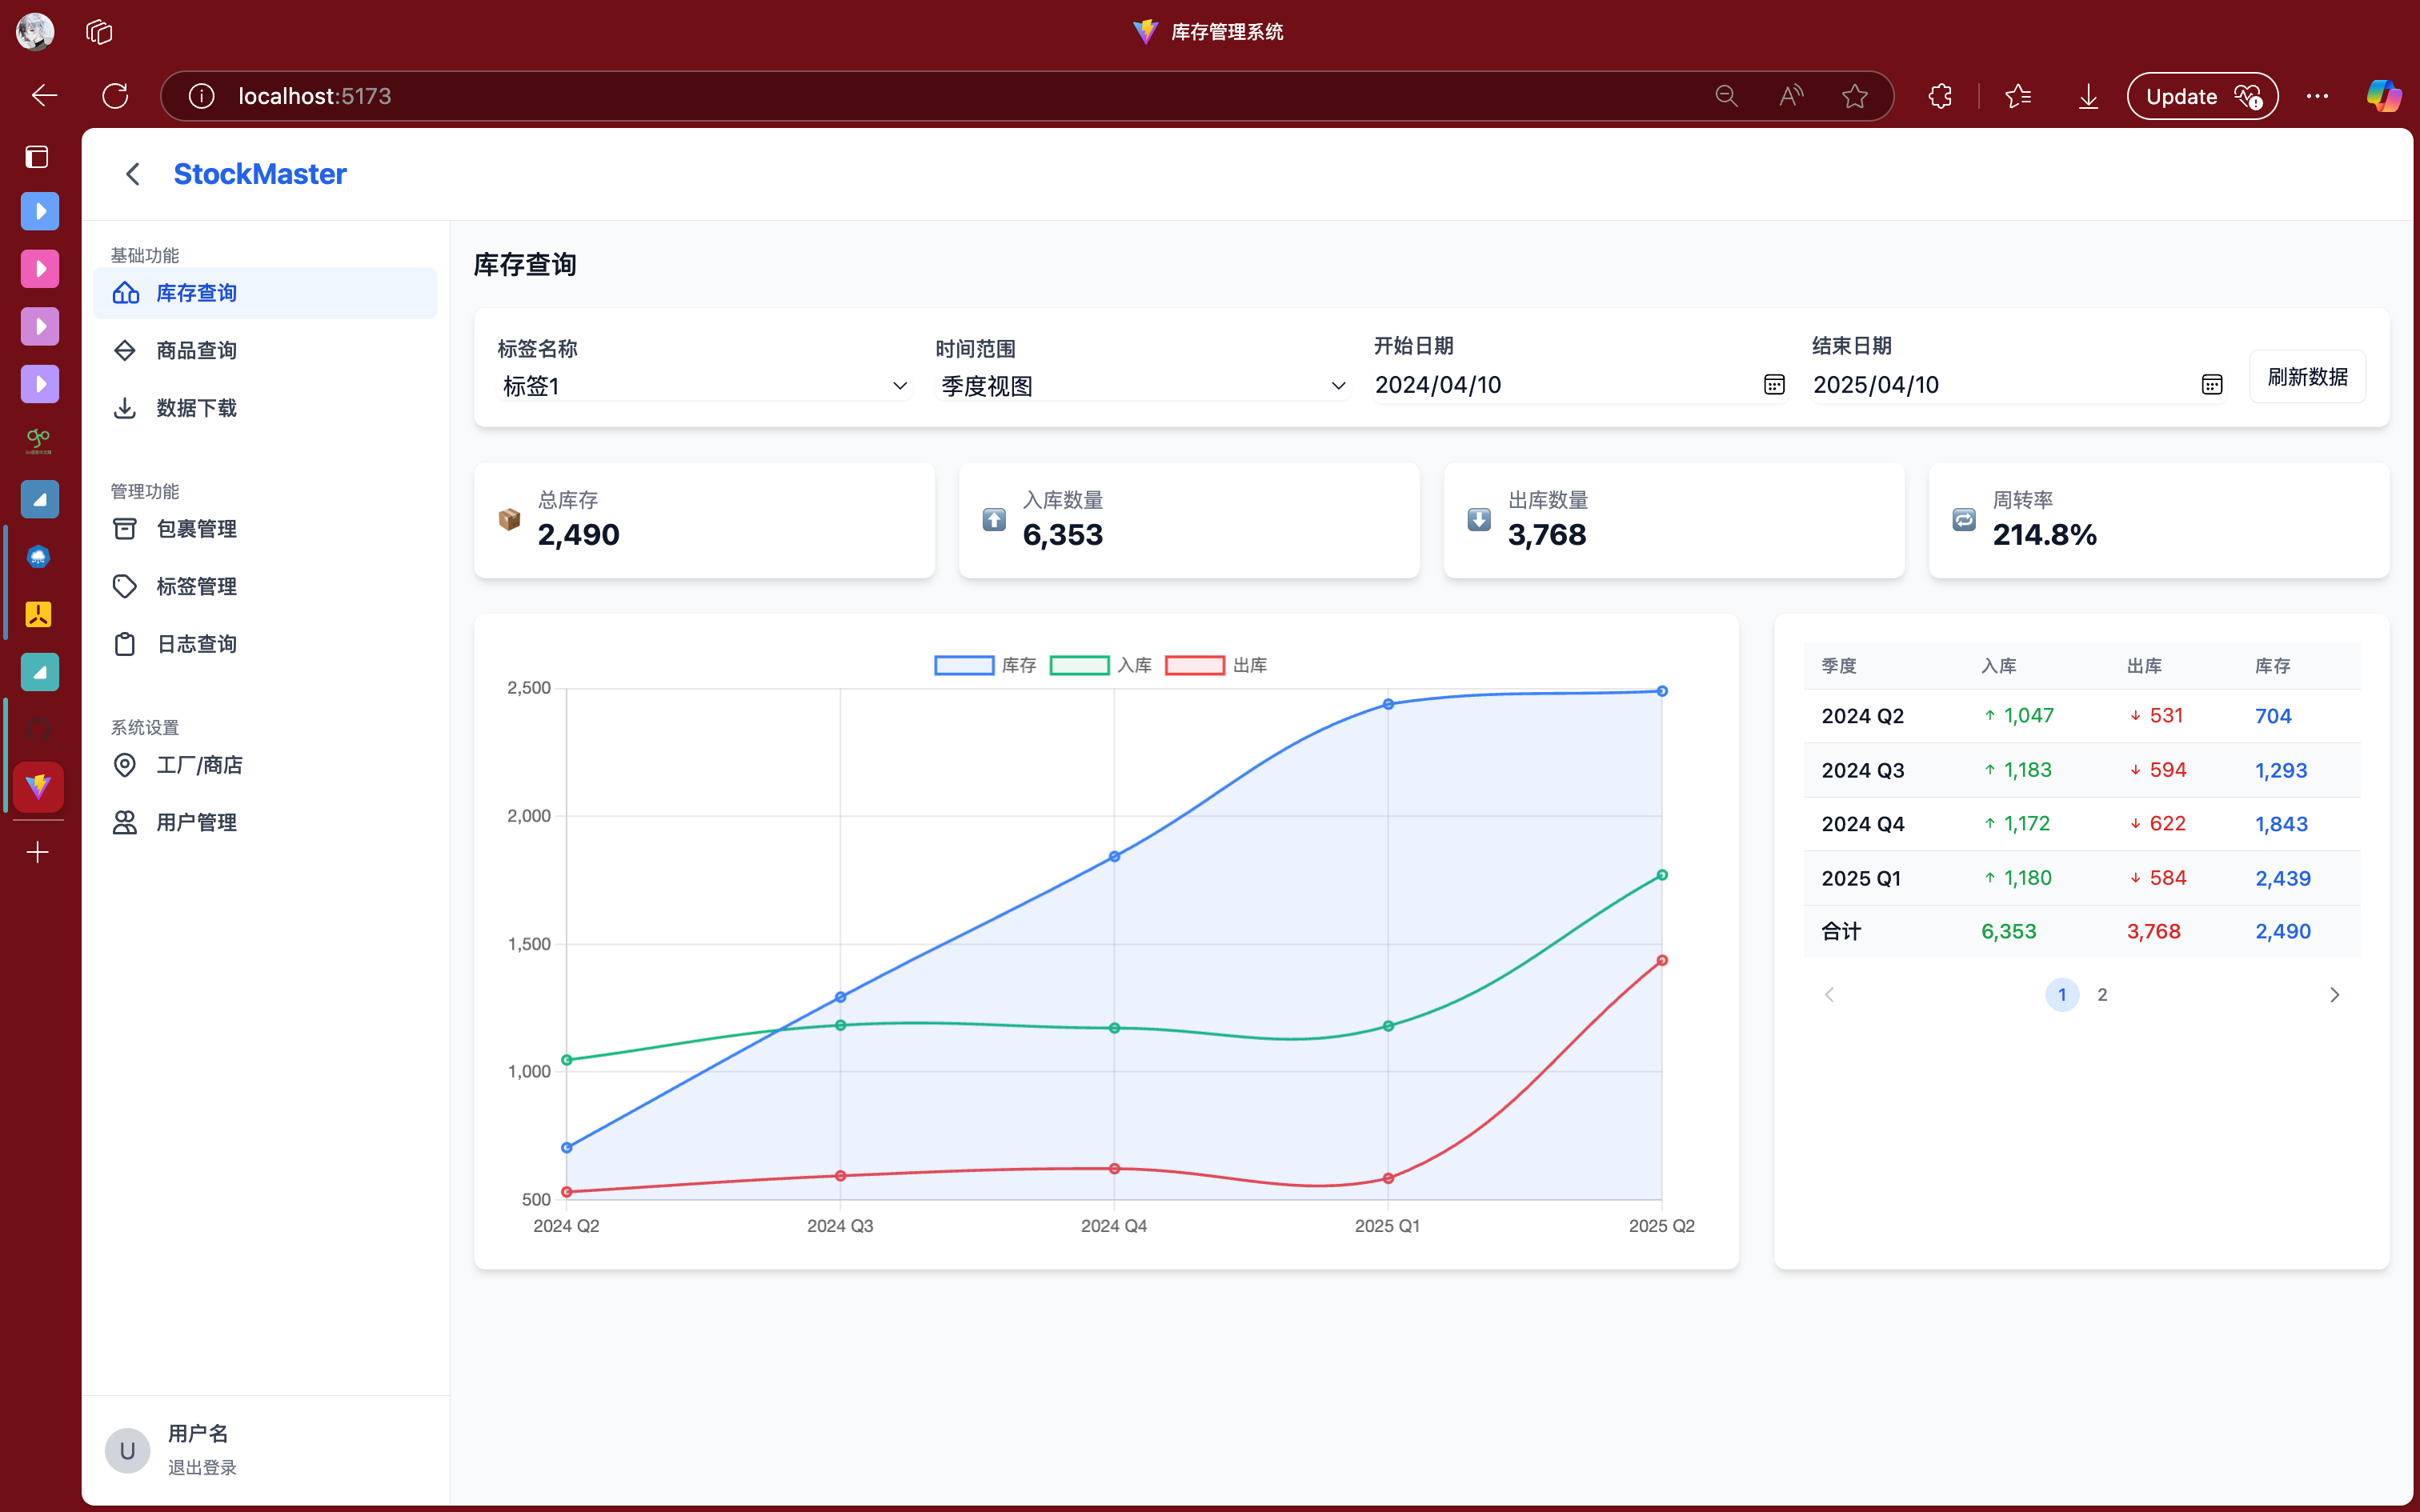 库存管理系统
localhost:5173
Update
StockMaster
基础功能
库存查询
商品查询
数据下载
管理功能
包裹管理
标签管理
日志查询
系统设置
工厂/商店
用户管理
U
用户名
退出登录
库存查询
标签名称
标签1
时间范围
季度视图
开始日期
2024/04/10
结束日期
2025/04/10
刷新数据
总库存
2,490
入库数量
6,353
出库数量
3,768
周转率
214.8%
库存 入库 出库
2,500
2,000
1,500
1,000
500
2024 Q2 2024 Q3 2024 Q4 2025 Q1 2025 Q2
季度 入库 出库 库存
2024 Q2 ↑ 1,047 ↓ 531 704
2024 Q3 ↑ 1,183 ↓ 594 1,293
2024 Q4 ↑ 1,172 ↓ 622 1,843
2025 Q1 ↑ 1,180 ↓ 584 2,439
合计 6,353 3,768 2,490
1 2